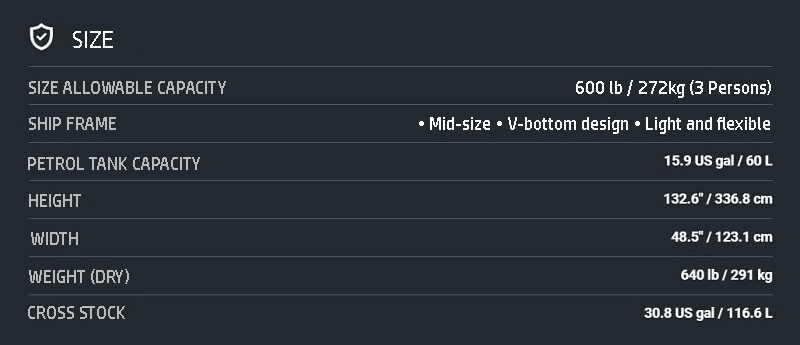 SIZE
SIZE ALLOWABLE CAPACITY 600 lb / 272kg (3 Persons)
SHIP FRAME • Mid-size • V-bottom design • Light and flexible
PETROL TANK CAPACITY 15.9 US gal / 60 L
HEIGHT 132.6" / 336.8 cm
WIDTH 48.5" / 123.1 cm
WEIGHT (DRY) 640 lb / 291 kg
CROSS STOCK 30.8 US gal / 116.6 L